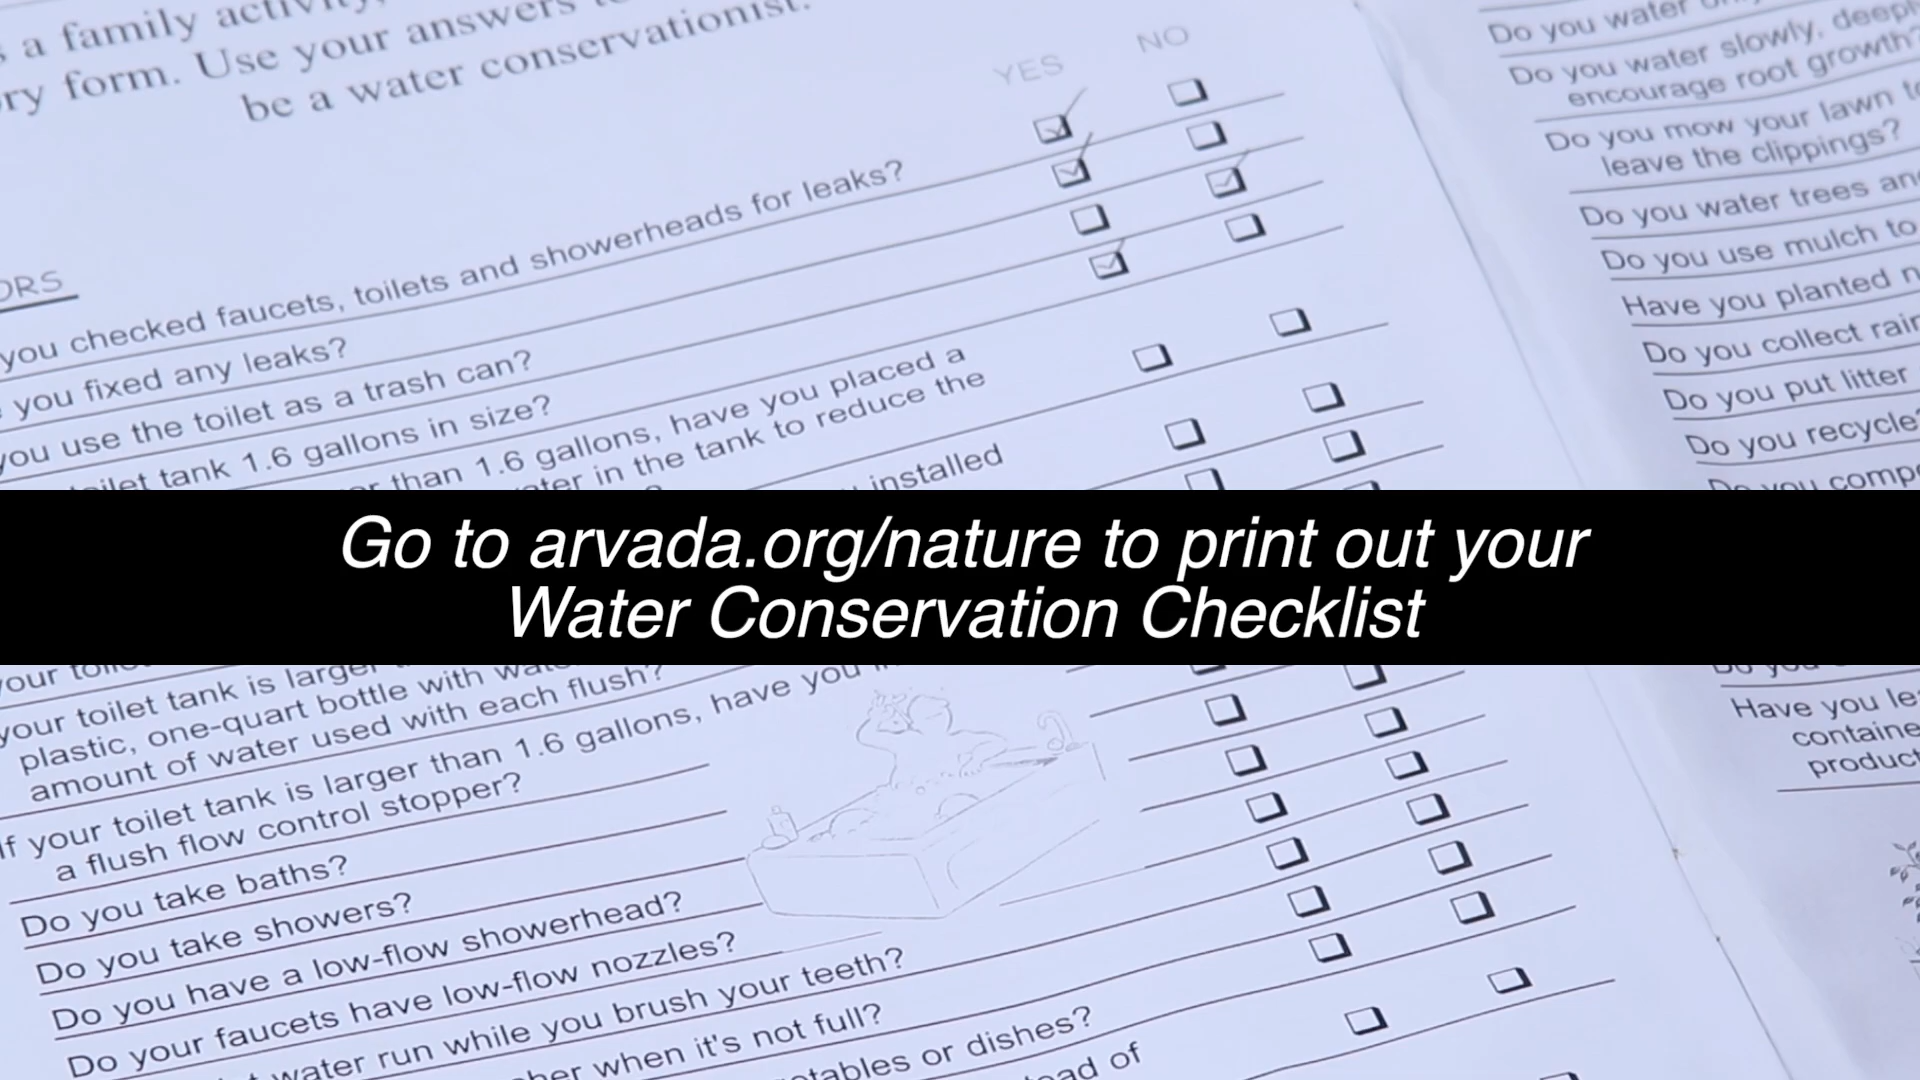 s a family activity,
ry form. Use your answers
be a water conservationist.
YES NO
ORS
you checked faucets, toilets and showerheads for leaks?
you fixed any leaks?
you use the toilet as a trash can?
toilet tank 1.6 gallons in size?
than 1.6 gallons, have you placed a
in the tank to reduce the
installed
Go to arvada.org/nature to print out your
Water Conservation Checklist
your toilet tank is larger
plastic, one-quart bottle with
amount of water used with each flush?
If your toilet tank is larger than 1.6 gallons, have you
a flush flow control stopper?
Do you take baths?
Do you take showers?
Do you have a low-flow showerhead?
Do your faucets have low-flow nozzles?
water run while you brush your teeth?
when it's not full?
or dishes?
of
Do you water
Do you water slowly,
encourage root growth?
Do you mow your lawn
leave the clippings?
Do you water trees
Do you use mulch to
Have you planted
Do you collect
Do you put litter
Do you recycle?
Do you
Have you